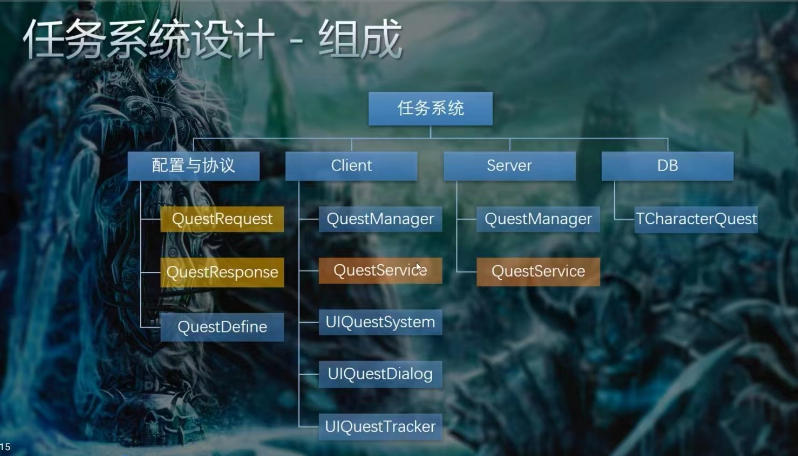 任务系统设计 - 组成
任务系统
配置与协议
Client
Server
DB
QuestRequest
QuestManager
QuestManager
TCharacterQuest
QuestResponse
QuestService
QuestService
QuestDefine
UIQuestSystem
UIQuestDialog
UIQuestTracker
15